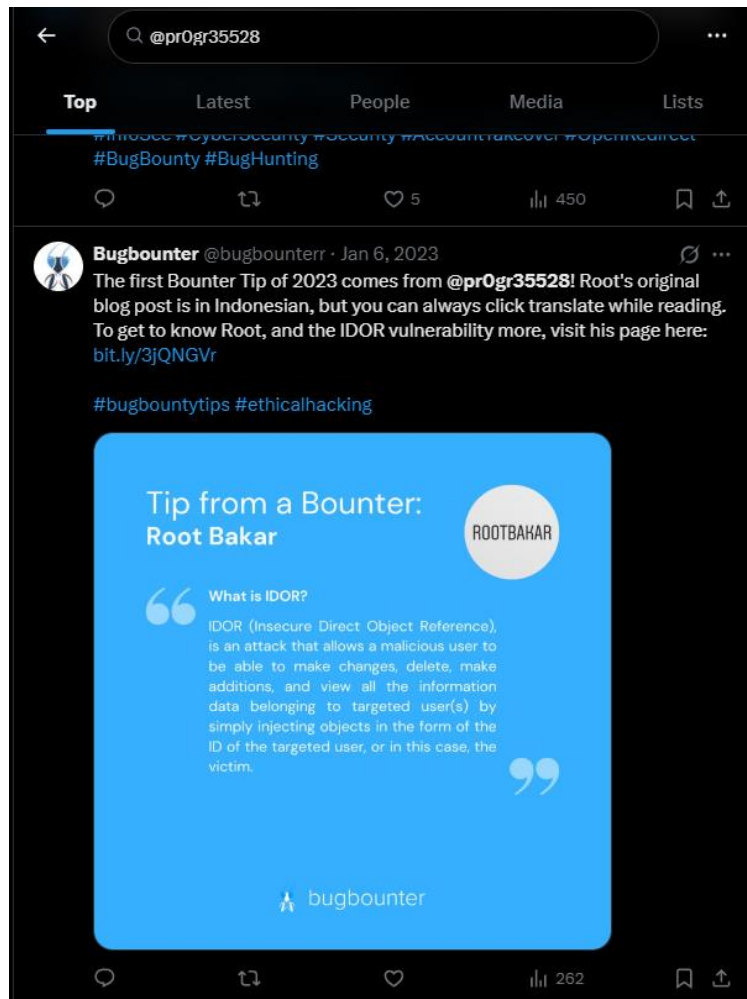 @pr0gr35528
Top Latest People Media Lists
#InfoSec #CyberSecurity #Security #AccountTakeover #OpenRedirect
#BugBounty #BugHunting
5 450
Bugbounter @bugbounterr · Jan 6, 2023
The first Bounter Tip of 2023 comes from @pr0gr35528! Root's original
blog post is in Indonesian, but you can always click translate while reading.
To get to know Root, and the IDOR vulnerability more, visit his page here:
bit.ly/3jQNGVr
#bugbountytips #ethicalhacking
Tip from a Bounter:
Root Bakar
ROOTBAKAR
What is IDOR?
IDOR (Insecure Direct Object Reference),
is an attack that allows a malicious user to
be able to make changes, delete, make
additions, and view all the information
data belonging to targeted user(s) by
simply injecting objects in the form of the
ID of the targeted user, or in this case, the
victim.
bugbounter
262